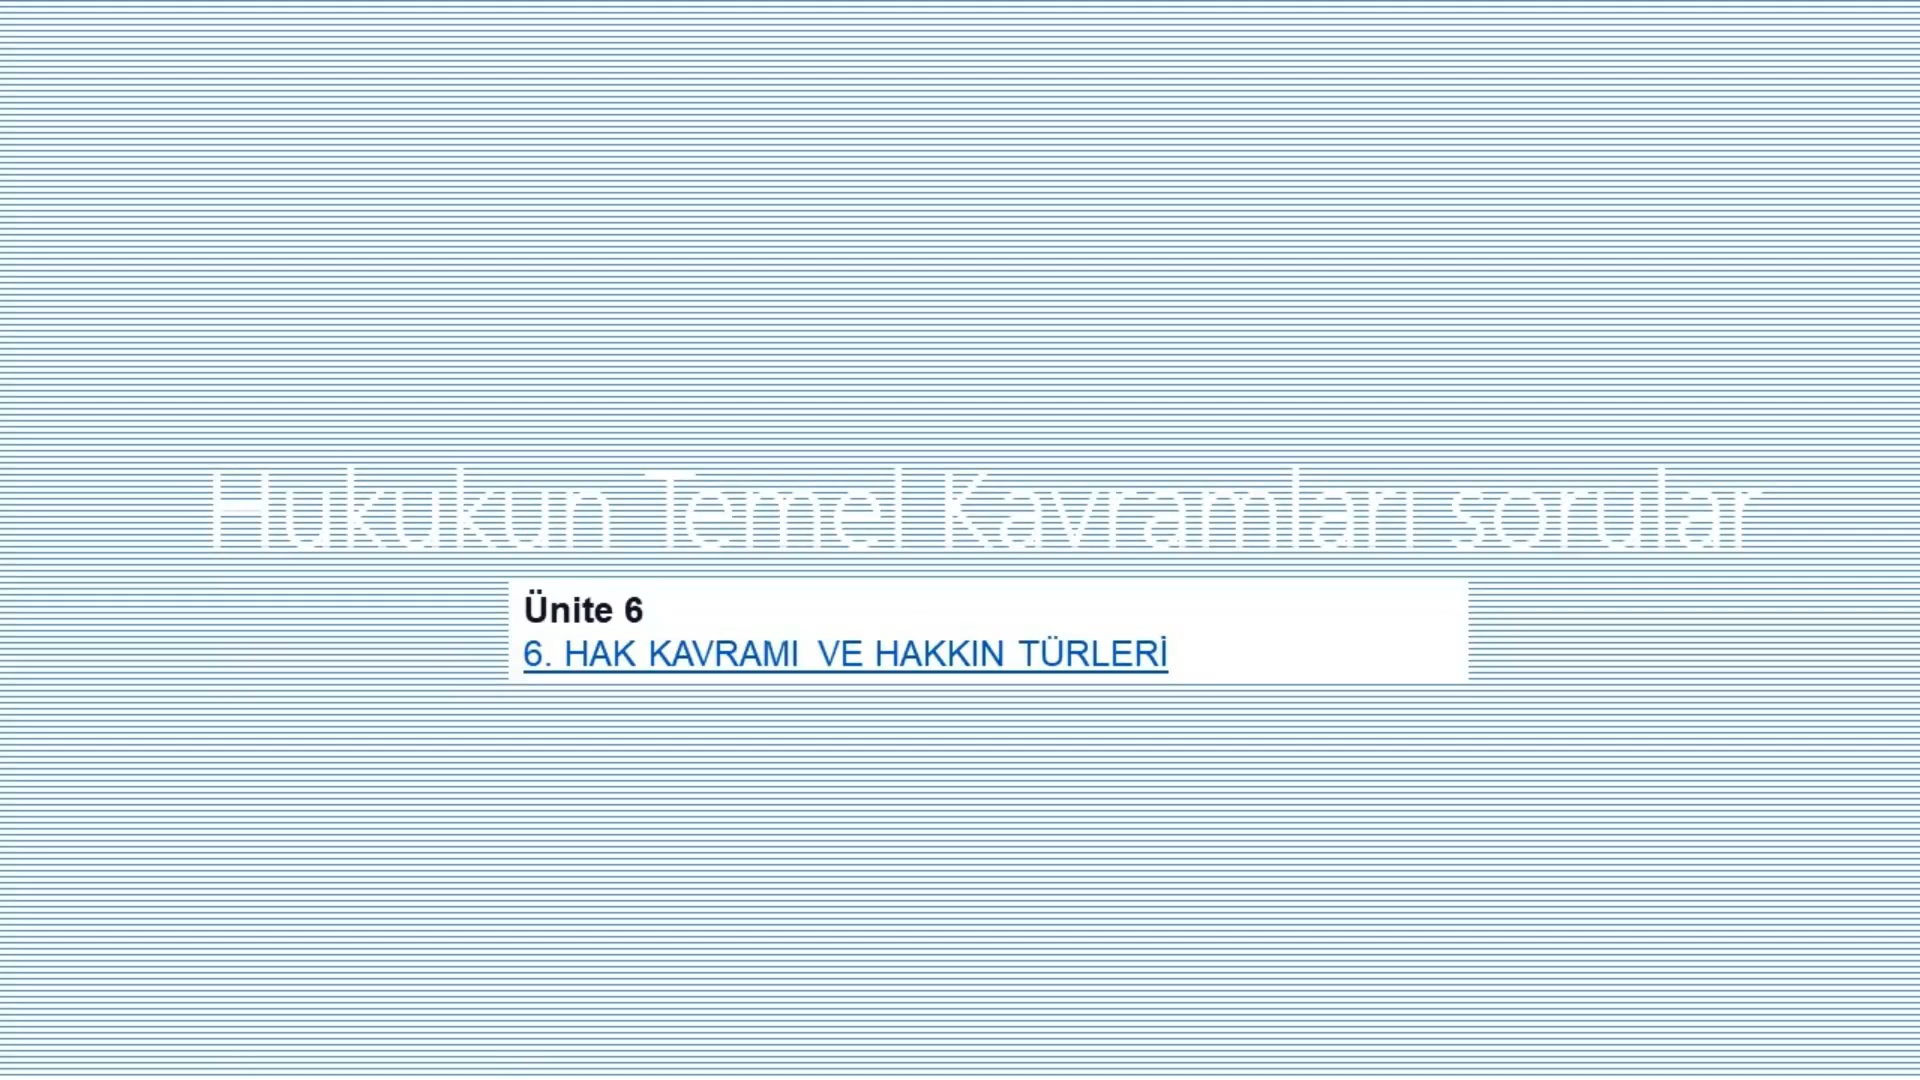 Hukukun Temel Kavramları sorular
Ünite 6
6. HAK KAVRAMI VE HAKKIN TÜRLERİ